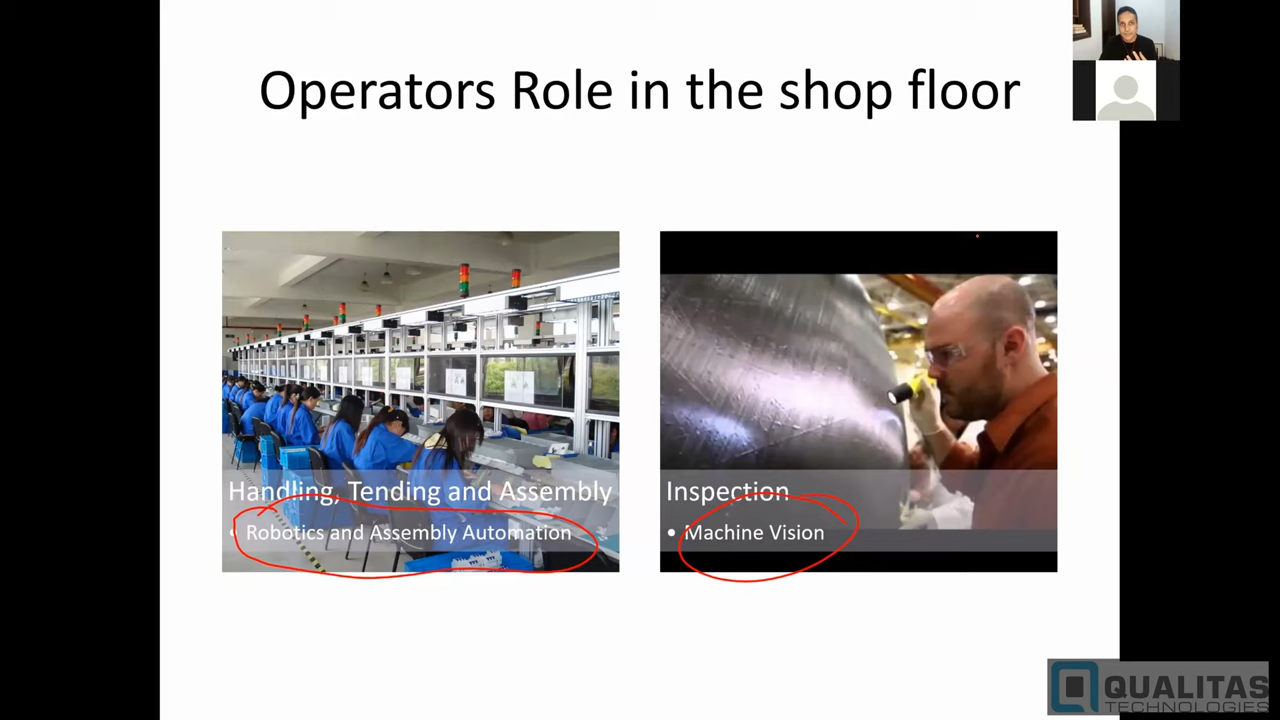 Operators Role in the shop floor
Handling, Tending and Assembly
• Robotics and Assembly Automation
Inspection
• Machine Vision
QUALITAS
TECHNOLOGIES